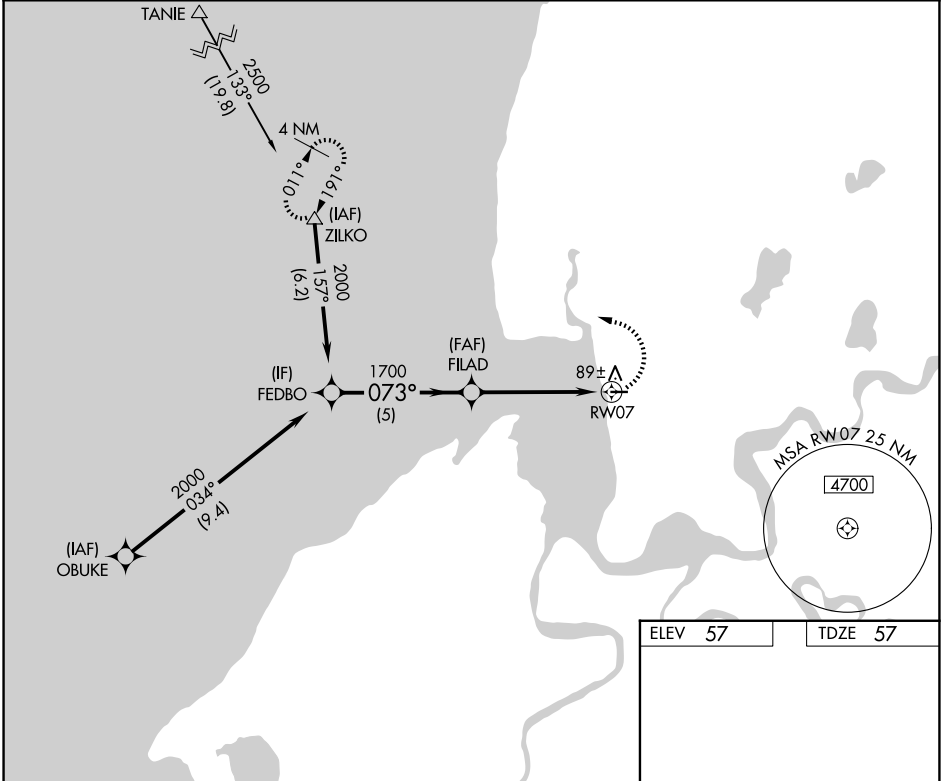 TANIE
2500
133°
(19.8)
4 NM
011°
191°
(IAF)
ZILKO
2000
157°
(6.2)
(IF)
FEDBO
1700
073°
(5)
(FAF)
FILAD
89±
RW07
2000
034°
(9.4)
(IAF)
OBUKE
MSA RW07 25 NM
4700
ELEV 57
TDZE 57